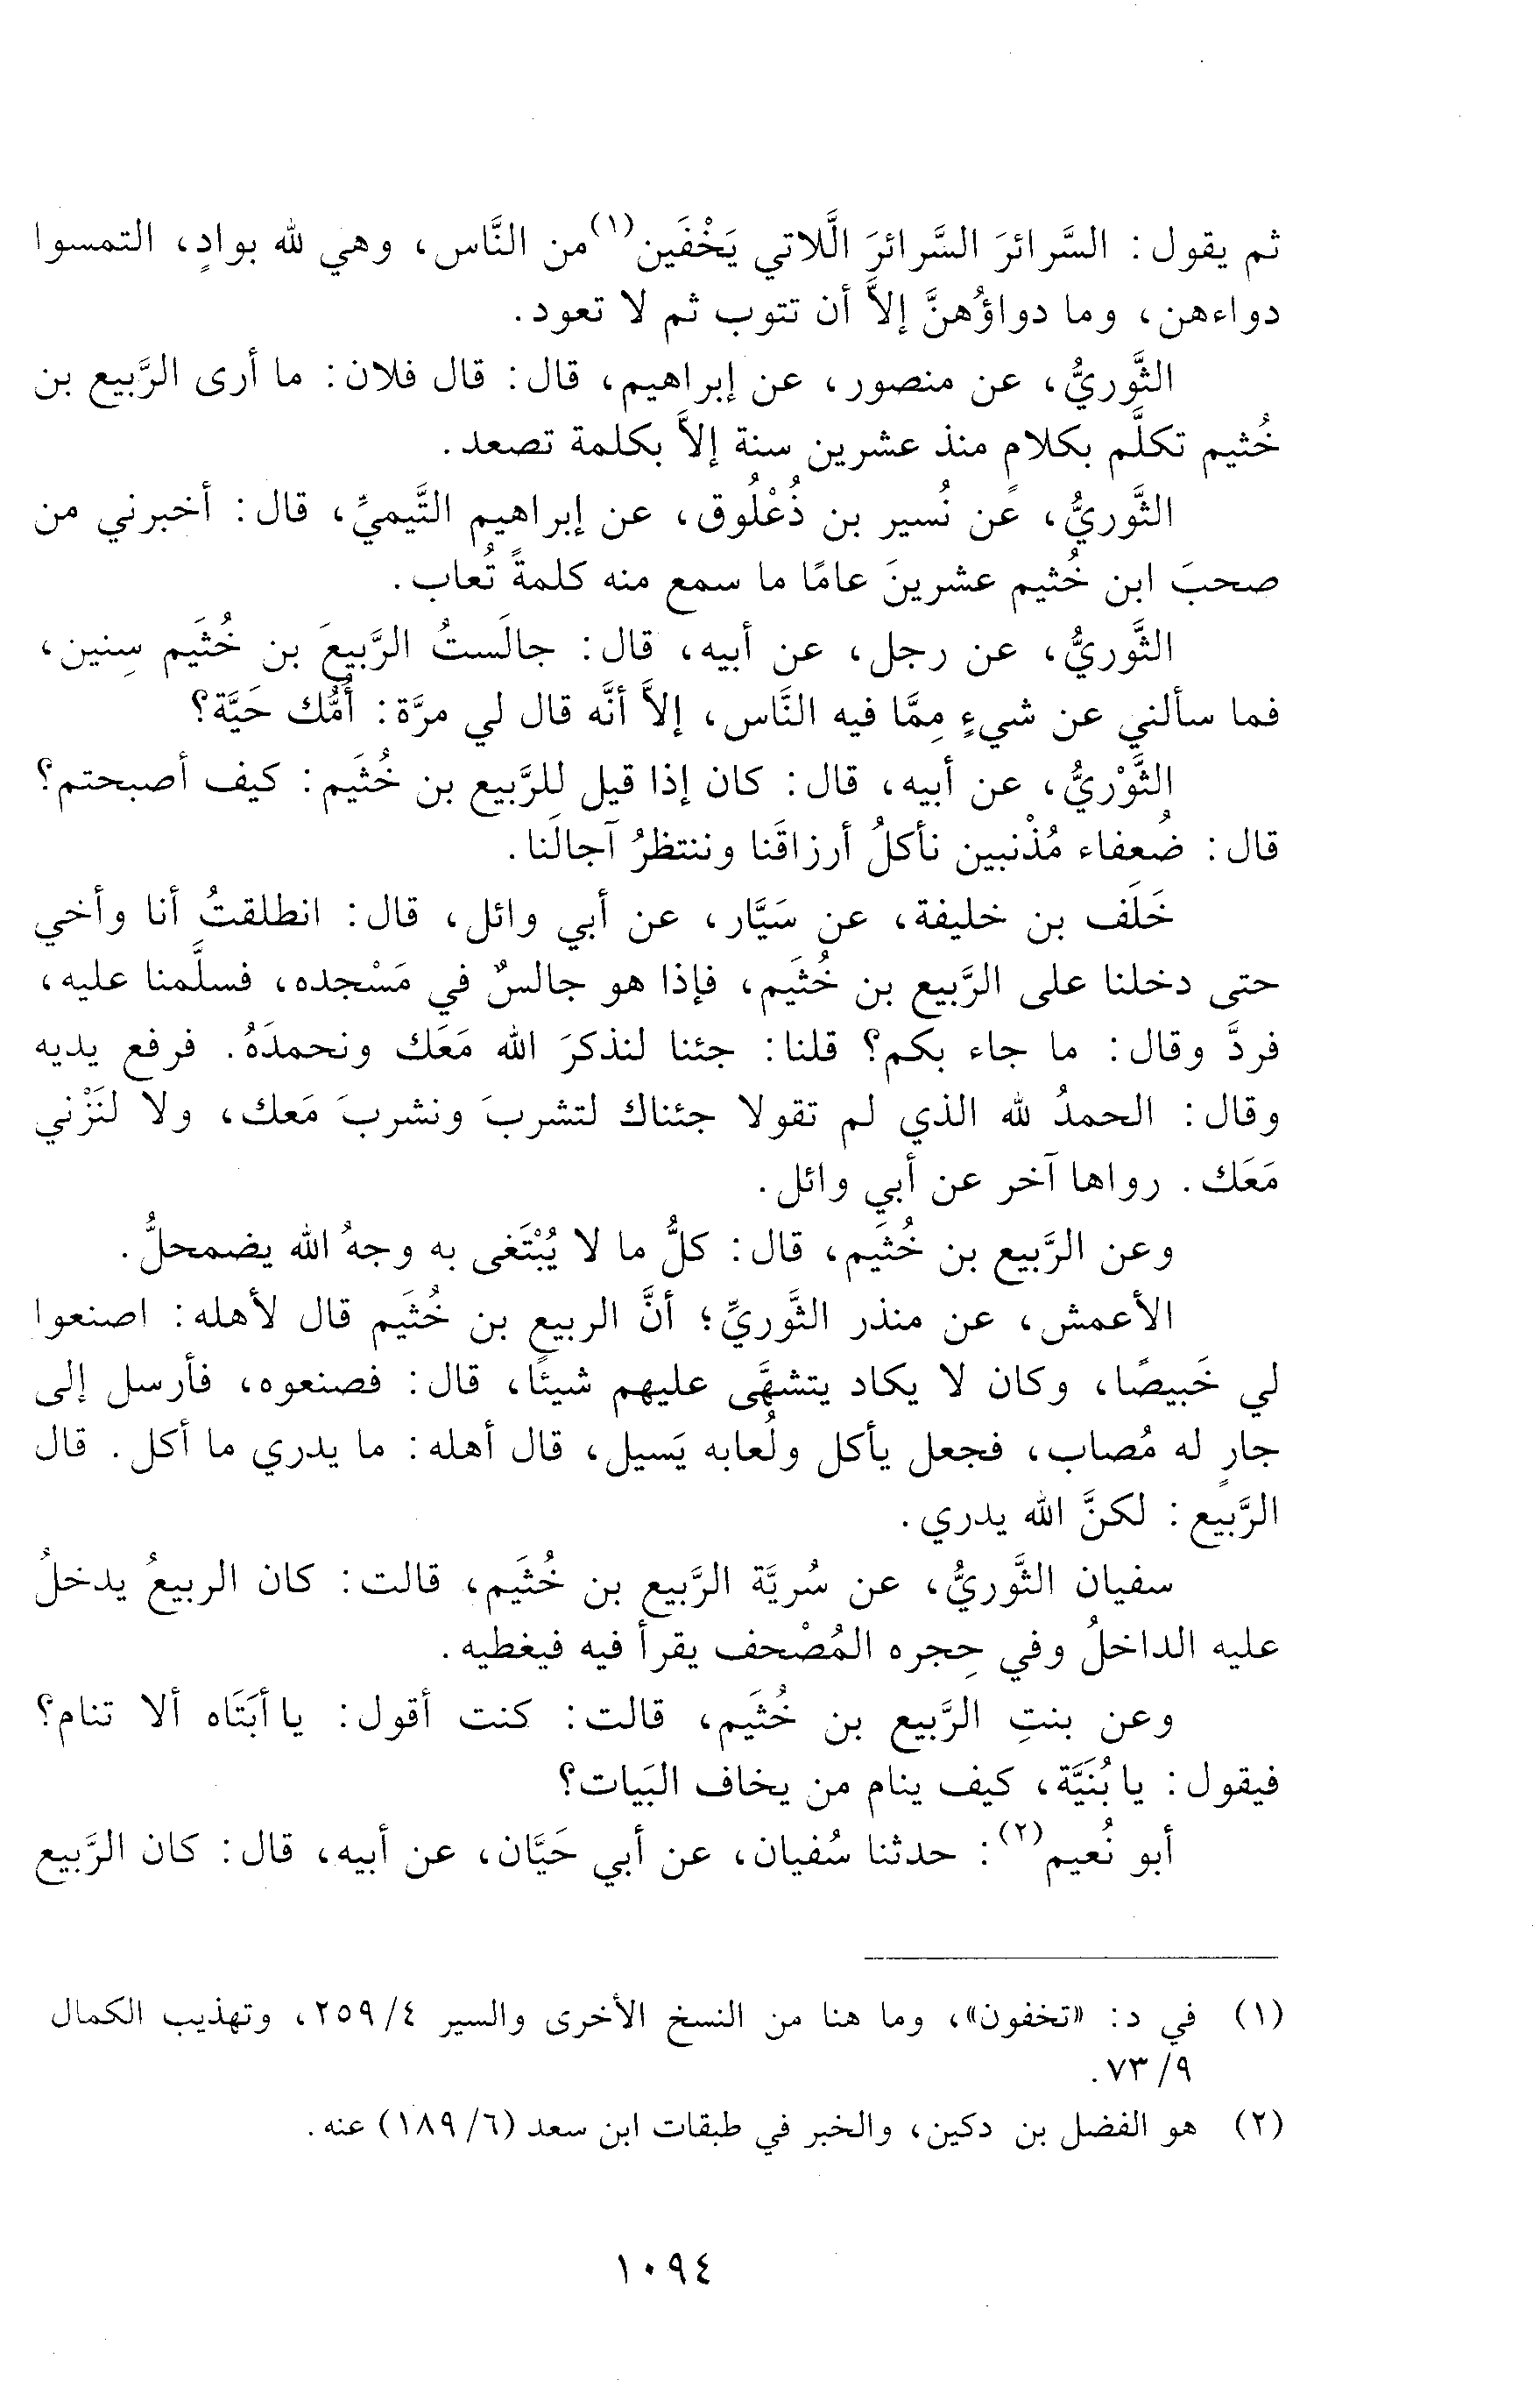 ثم يقول: السَّرائرَ السَّرائرَ الَّلاتي يَخْفَين(١) من النَّاس، وهي لله بوادٍ، التمسوا
دواءهن، وما دواؤُهنَّ إلاَّ أن تتوب ثم لا تعود.
الثَّوريُّ، عن منصور، عن إبراهيم، قال: قال فلان: ما أرى الرَّبيع بن
خُثيم تكلَّم بكلامٍ منذ عشرين سنة إلاَّ بكلمة تصعد.
الثَّوريُّ، عن نُسير بن ذُعْلُوق، عن إبراهيم التَّيميِّ، قال: أخبرني من
صحبَ ابن خُثيم عشرينَ عامًا ما سمع منه كلمةً تُعاب.
الثَّوريُّ، عن رجل، عن أبيه، قال: جالَستُ الرَّبيعَ بن خُثَيم سِنين،
فما سألني عن شيءٍ مِمَّا فيه النَّاس، إلاَّ أنَّه قال لي مرَّة: أُمُّك حَيَّة؟
الثَّوْريُّ، عن أبيه، قال: كان إذا قيل للرَّبيع بن خُثَيم: كيف أصبحتم؟
قال: ضُعفاء مُذْنبين نأكلُ أرزاقَنا وننتظرُ آجالَنا.
خَلَف بن خليفة، عن سَيَّار، عن أبي وائل، قال: انطلقتُ أنا وأخي
حتى دخلنا على الرَّبيع بن خُثَيم، فإذا هو جالسٌ في مَسْجده، فسلَّمنا عليه،
فردَّ وقال: ما جاء بكم؟ قلنا: جئنا لنذكرَ الله مَعَك ونحمدَهُ. فرفع يديه
وقال: الحمدُ لله الذي لم تقولا جئناك لتشربَ ونشربَ مَعك، ولا لنَزْني
مَعَك. رواها آخر عن أبي وائل.
وعن الرَّبيع بن خُثَيم، قال: كلُّ ما لا يُبْتَغى به وجهُ الله يضمحلُّ.
الأعمش، عن منذر الثَّوريِّ؛ أنَّ الربيع بن خُثَيم قال لأهله: اصنعوا
لي خَبيصًا، وكان لا يكاد يتشهَّى عليهم شيئًا، قال: فصنعوه، فأرسل إلى
جارٍ له مُصاب، فجعل يأكل ولُعابه يَسيل، قال أهله: ما يدري ما أكل. قال
الرَّبيع: لكنَّ الله يدري.
سفيان الثَّوريُّ، عن سُريَّة الرَّبيع بن خُثَيم، قالت: كان الربيعُ يدخلُ
عليه الداخلُ وفي حِجره المُصْحف يقرأ فيه فيغطيه.
وعن بنتِ الرَّبيع بن خُثَيم، قالت: كنت أقول: يا أبَتَاه ألا تنام؟
فيقول: يا بُنَيَّة، كيف ينام من يخاف البَيات؟
أبو نُعيم(٢): حدثنا سُفيان، عن أبي حَيَّان، عن أبيه، قال: كان الرَّبيع
(١) في د: «تخفون»، وما هنا من النسخ الأخرى والسير ٤/ ٢٥٩، وتهذيب الكمال
٩/ ٧٣.
(٢) هو الفضل بن دكين، والخبر في طبقات ابن سعد (٦/ ١٨٩) عنه.
١٠٩٤